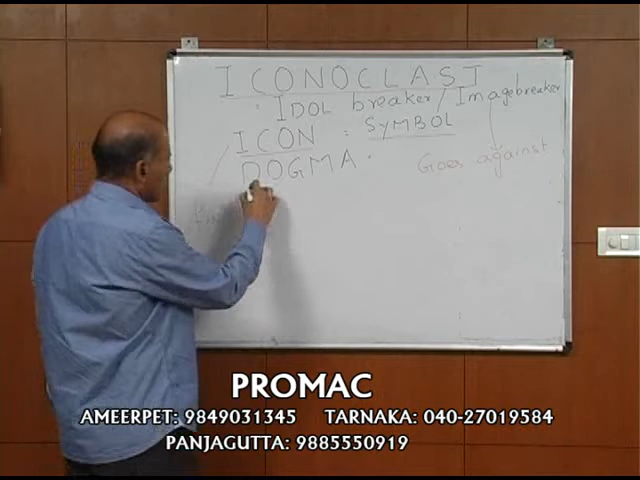 ICONOCLAST
: IDOL breaker / Imagebreaker
ICON : SYMBOL
DOGMA .
Goes against
PROMAC
AMEERPET: 9849031345 TARNAKA: 040-27019584
PANJAGUTTA: 9885550919